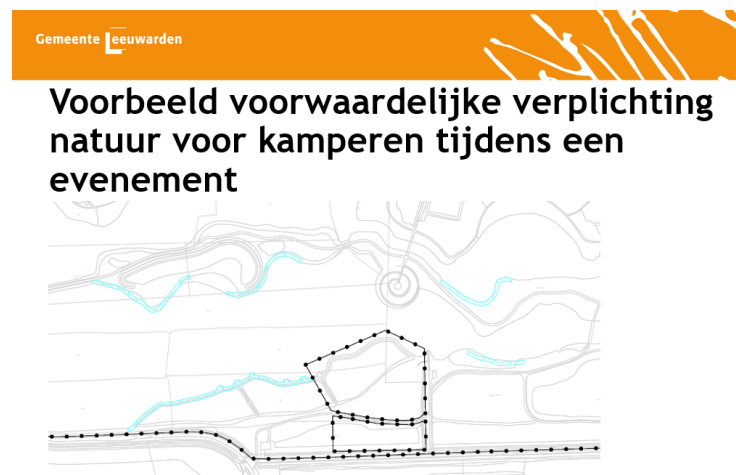 Gemeente Leeuwarden
Voorbeeld voorwaardelijke verplichting
natuur voor kamperen tijdens een
evenement